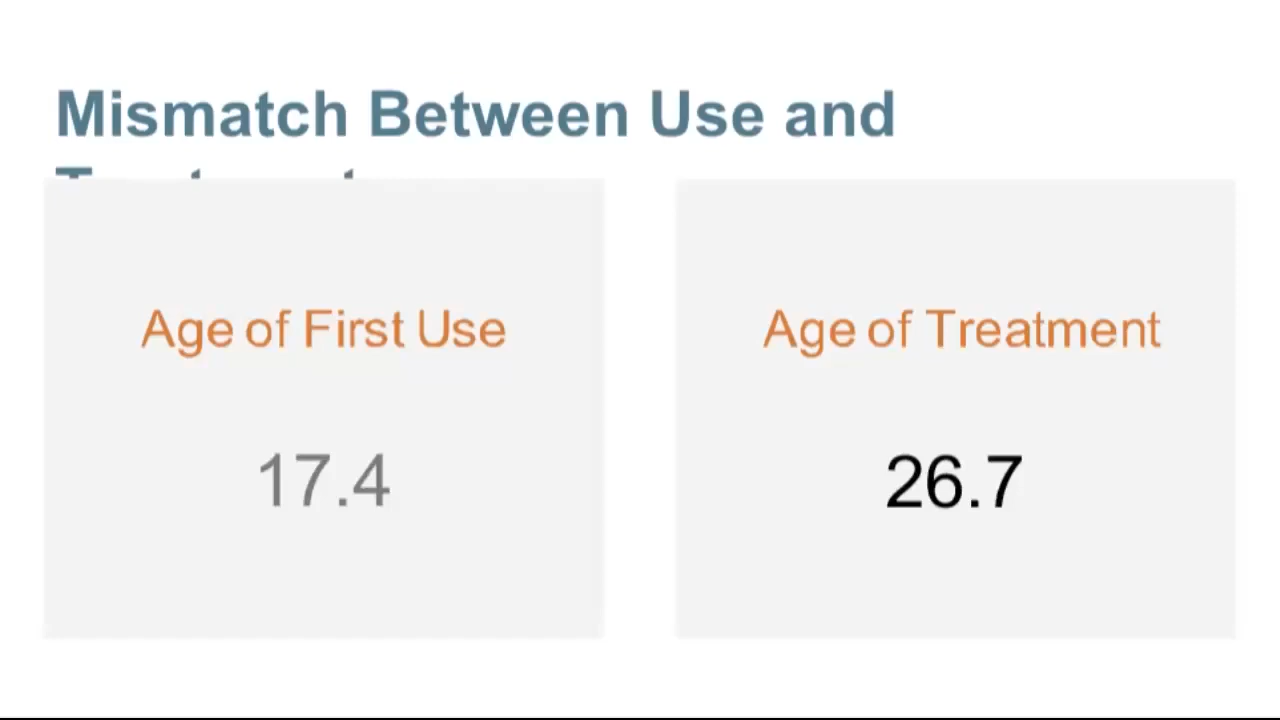 Mismatch Between Use and
Age of First Use
Age of Treatment
17.4
26.7